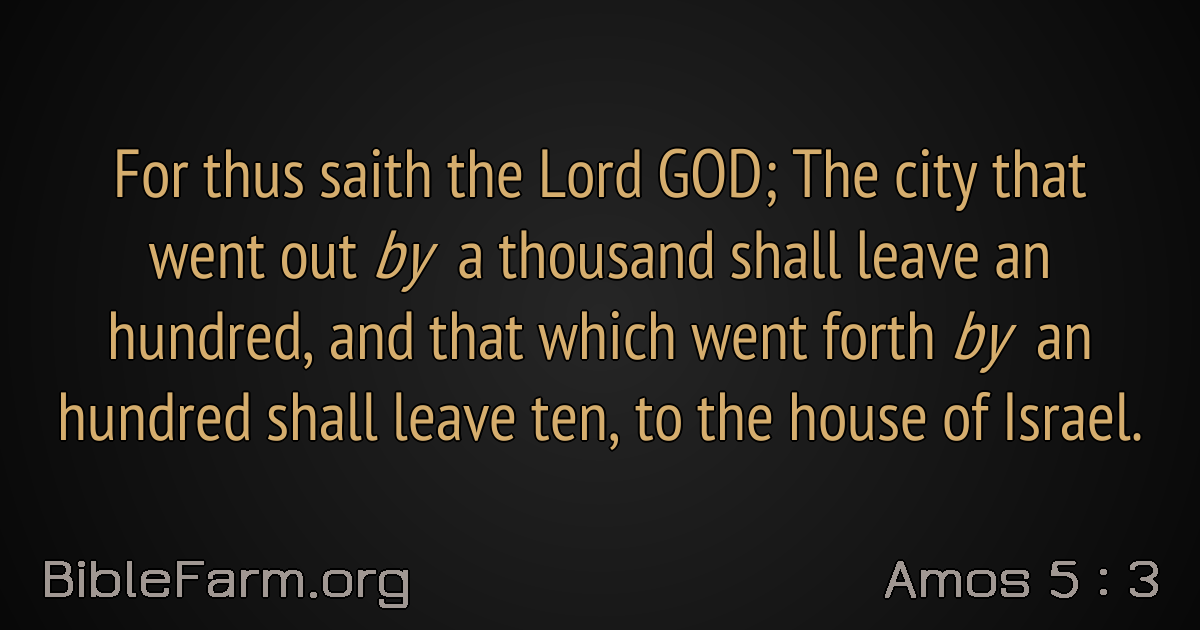 For thus saith the Lord GOD; The city that
went out by a thousand shall leave an
hundred, and that which went forth by an
hundred shall leave ten, to the house of Israel.
BibleFarm.org
Amos 5 : 3